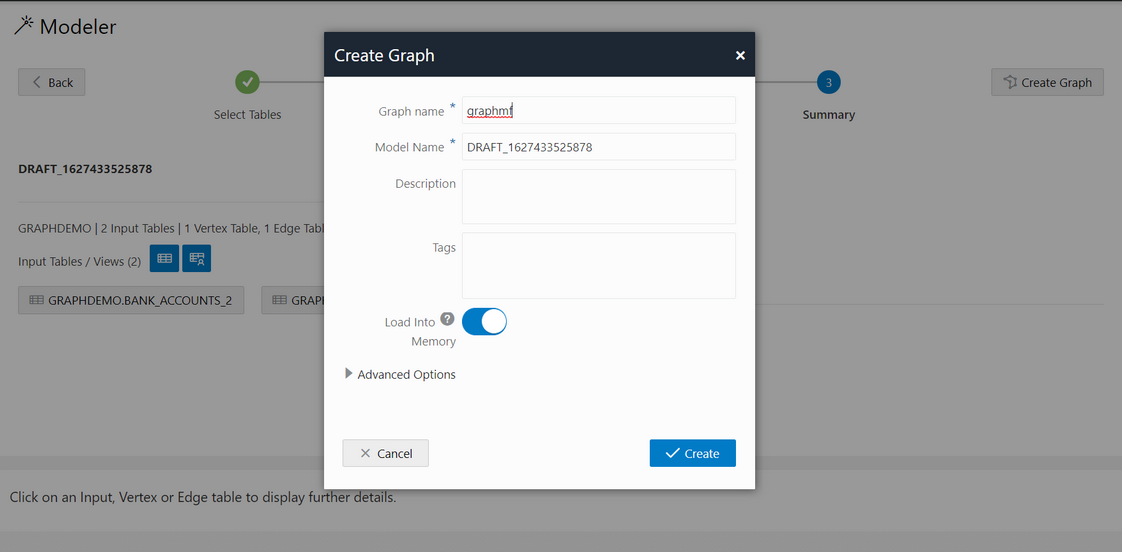 Modeler
Create Graph
×
Back
Select Tables
3
Summary
Create Graph
Graph name *
graphmf
Model Name *
DRAFT_1627433525878
Description
Tags
Load Into ?
Memory
Advanced Options
Cancel
Create
DRAFT_1627433525878
GRAPHDEMO | 2 Input Tables | 1 Vertex Table, 1 Edge Tabl
Input Tables / Views (2)
GRAPHDEMO.BANK_ACCOUNTS_2
GRAPH
Click on an Input, Vertex or Edge table to display further details.